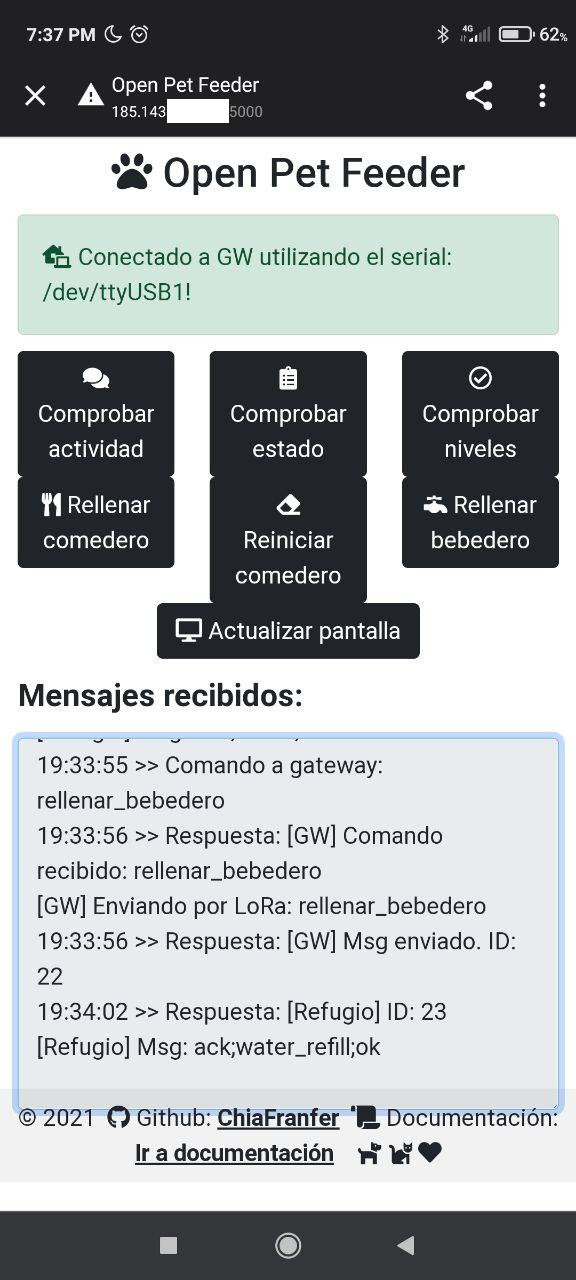 7:37 PM
4G
62%
Open Pet Feeder
185.143 5000
Open Pet Feeder
Conectado a GW utilizando el serial:
/dev/ttyUSB1!
Comprobar
actividad
Comprobar
estado
Comprobar
niveles
Rellenar
comedero
Reiniciar
comedero
Rellenar
bebedero
Actualizar pantalla
Mensajes recibidos:
19:33:55 >> Comando a gateway:
rellenar_bebedero
19:33:56 >> Respuesta: [GW] Comando
recibido: rellenar_bebedero
[GW] Enviando por LoRa: rellenar_bebedero
19:33:56 >> Respuesta: [GW] Msg enviado. ID:
22
19:34:02 >> Respuesta: [Refugio] ID: 23
[Refugio] Msg: ack;water_refill;ok
© 2021 Github: ChiaFranfer Documentación:
Ir a documentación